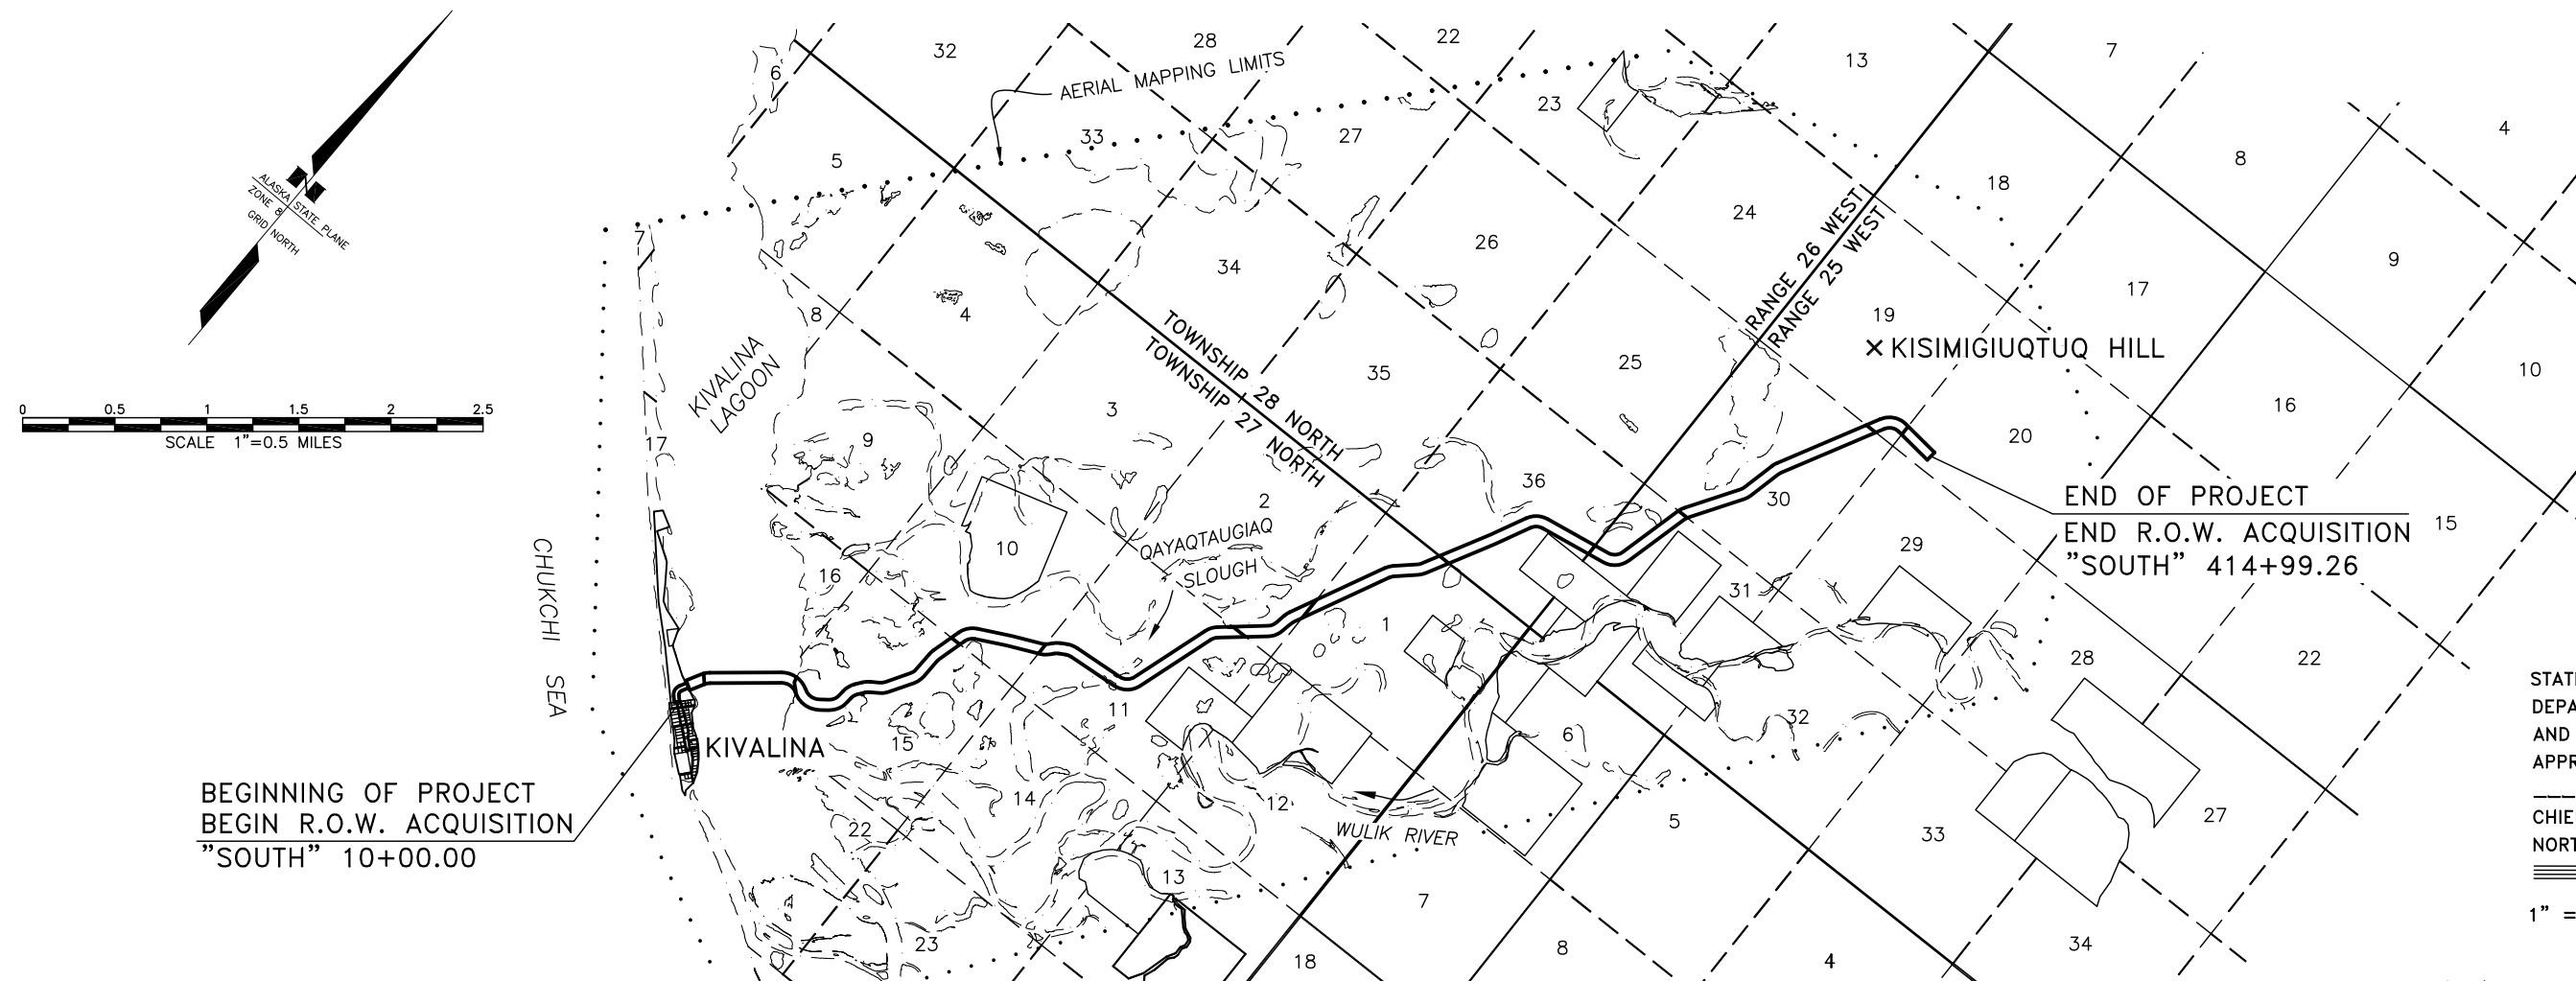 ALASKA STATE PLANE
ZONE 8
N
GRID NORTH
0 0.5 1 1.5 2 2.5
SCALE 1"=0.5 MILES
AERIAL MAPPING LIMITS
6
32
28
22
13
7
4
5
33
27
23
18
8
7
34
26
24
17
9
8
4
35
25
19
16
10
KIVALINA
LAGOON
TOWNSHIP 28 NORTH
TOWNSHIP 27 NORTH
RANGE 26 WEST
RANGE 25 WEST
×KISIMIGIUQTUQ HILL
17
9
3
2
36
30
20
15
END OF PROJECT
END R.O.W. ACQUISITION
"SOUTH" 414+99.26
CHUKCHI SEA
16
10
QAYAQTAUGIAQ
SLOUGH
1
31
29
28
22
KIVALINA
15
11
6
32
BEGINNING OF PROJECT
BEGIN R.O.W. ACQUISITION
"SOUTH" 10+00.00
22
14
12
WULIK RIVER
5
33
27
23
13
18
7
8
4
34
AND
1" =